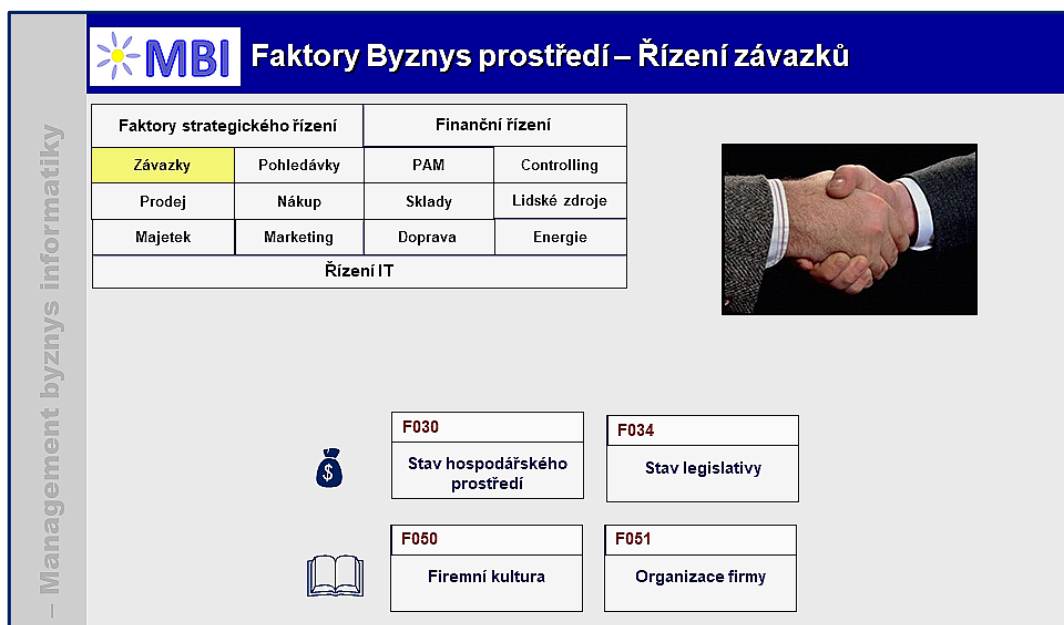 MBI
Faktory Byznys prostředí – Řízení závazků
– Management byznys informatiky
Faktory strategického řízení
Finanční řízení
Závazky
Pohledávky
PAM
Controlling
Prodej
Nákup
Sklady
Lidské zdroje
Majetek
Marketing
Doprava
Energie
Řízení IT
F030
Stav hospodářského
prostředí
F034
Stav legislativy
$
F050
Firemní kultura
F051
Organizace firmy